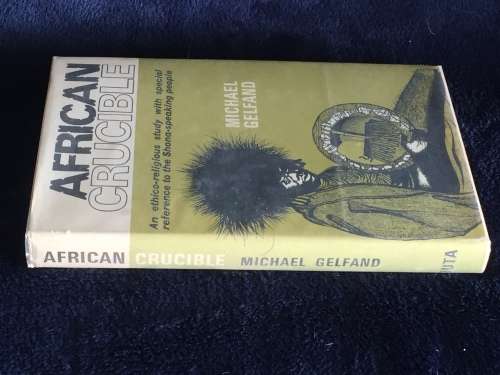 AFRICAN
CRUCIBLE
An ethico-religious study with special
reference to the Shona-speaking people
MICHAEL
GELFAND
AFRICAN CRUCIBLE MICHAEL GELFAND JUTA